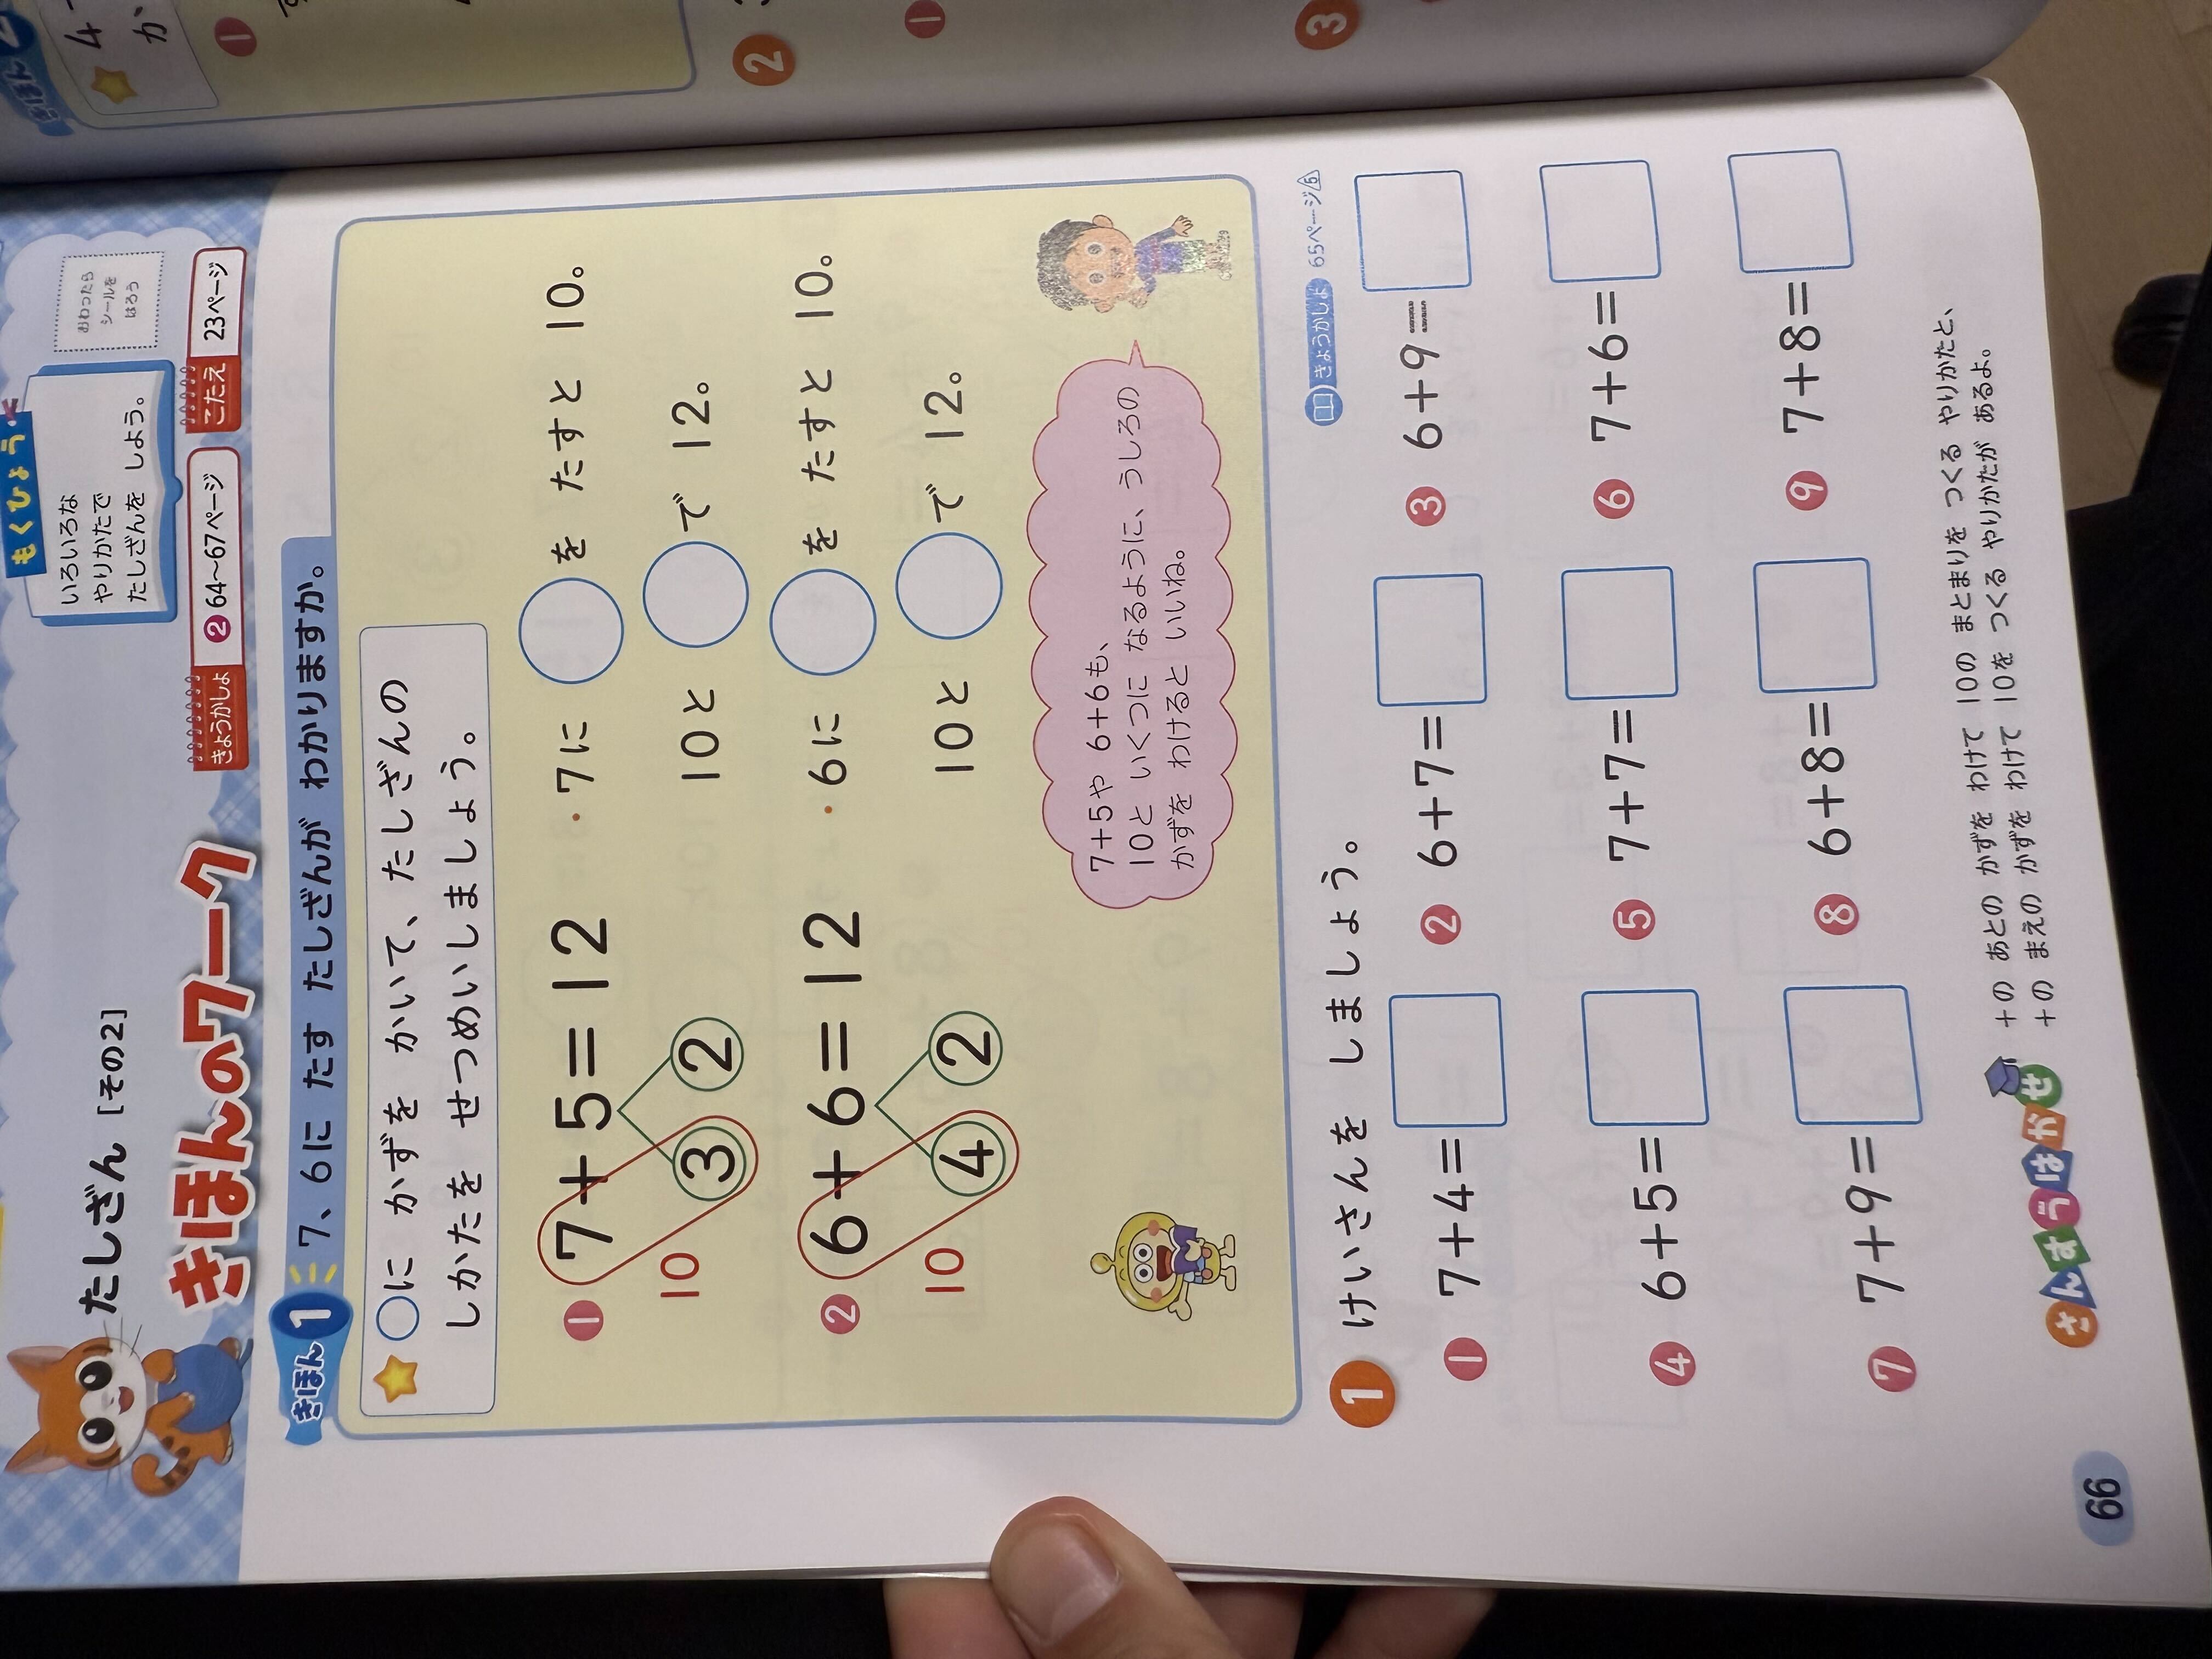 たしざん [その2]
きほんのワーク
もくひょう
いろいろな
やりかたで
たしざんを しよう。
おわったら
シールを
はろう
きょうかしょ ② 64〜67ページ
こたえ 23ページ
きほん 1 7、6に たす たしざんが わかりますか。
○に かずを かいて、たしざんの
しかたを せつめいしましょう。
① 7+5=12
3 2
10
・7に ○を たすと 10。
10と ○で 12。
② 6+6=12
4 2
10
・6に ○を たすと 10。
10と ○で 12。
7+5や 6+6も、
10と いくつに なるように、うしろの
かずを わけると いいね。
1 けいさんを しましょう。
きょうかしょ 65ページ5
① 7+4=
② 6+7=
③ 6+9=
④ 6+5=
⑤ 7+7=
⑥ 7+6=
⑦ 7+9=
⑧ 6+8=
⑨ 7+8=
さんすうはかせ
+の あとの かずを わけて 10の まとまりを つくる やりかたと、
+の まえの かずを わけて 10を つくる やりかたが あるよ。
66
きほん 2
4
か
①
2
①
3